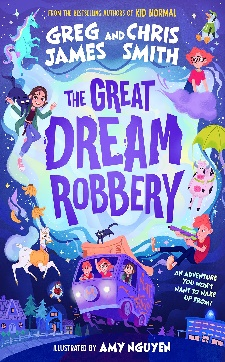 FROM THE BESTSELLING AUTHORS OF KID NORMAL
GREG AND CHRIS
JAMES SMITH
THE GREAT
DREAM
ROBBERY
AN ADVENTURE
YOU WON'T
WANT TO WAKE
UP FROM!
ILLUSTRATED BY AMY NGUYEN